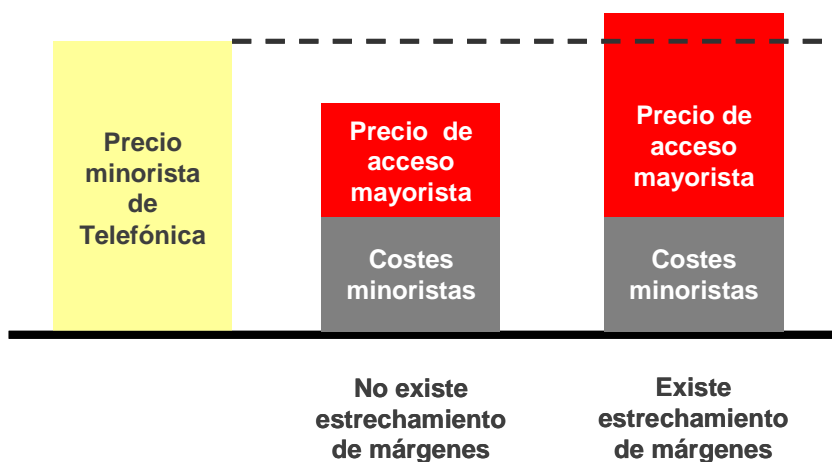 Precio
minorista
de
Telefónica
Precio de
acceso
mayorista
Costes
minoristas
No existe
estrechamiento
de márgenes
Precio de
acceso
mayorista
Costes
minoristas
Existe
estrechamiento
de márgenes